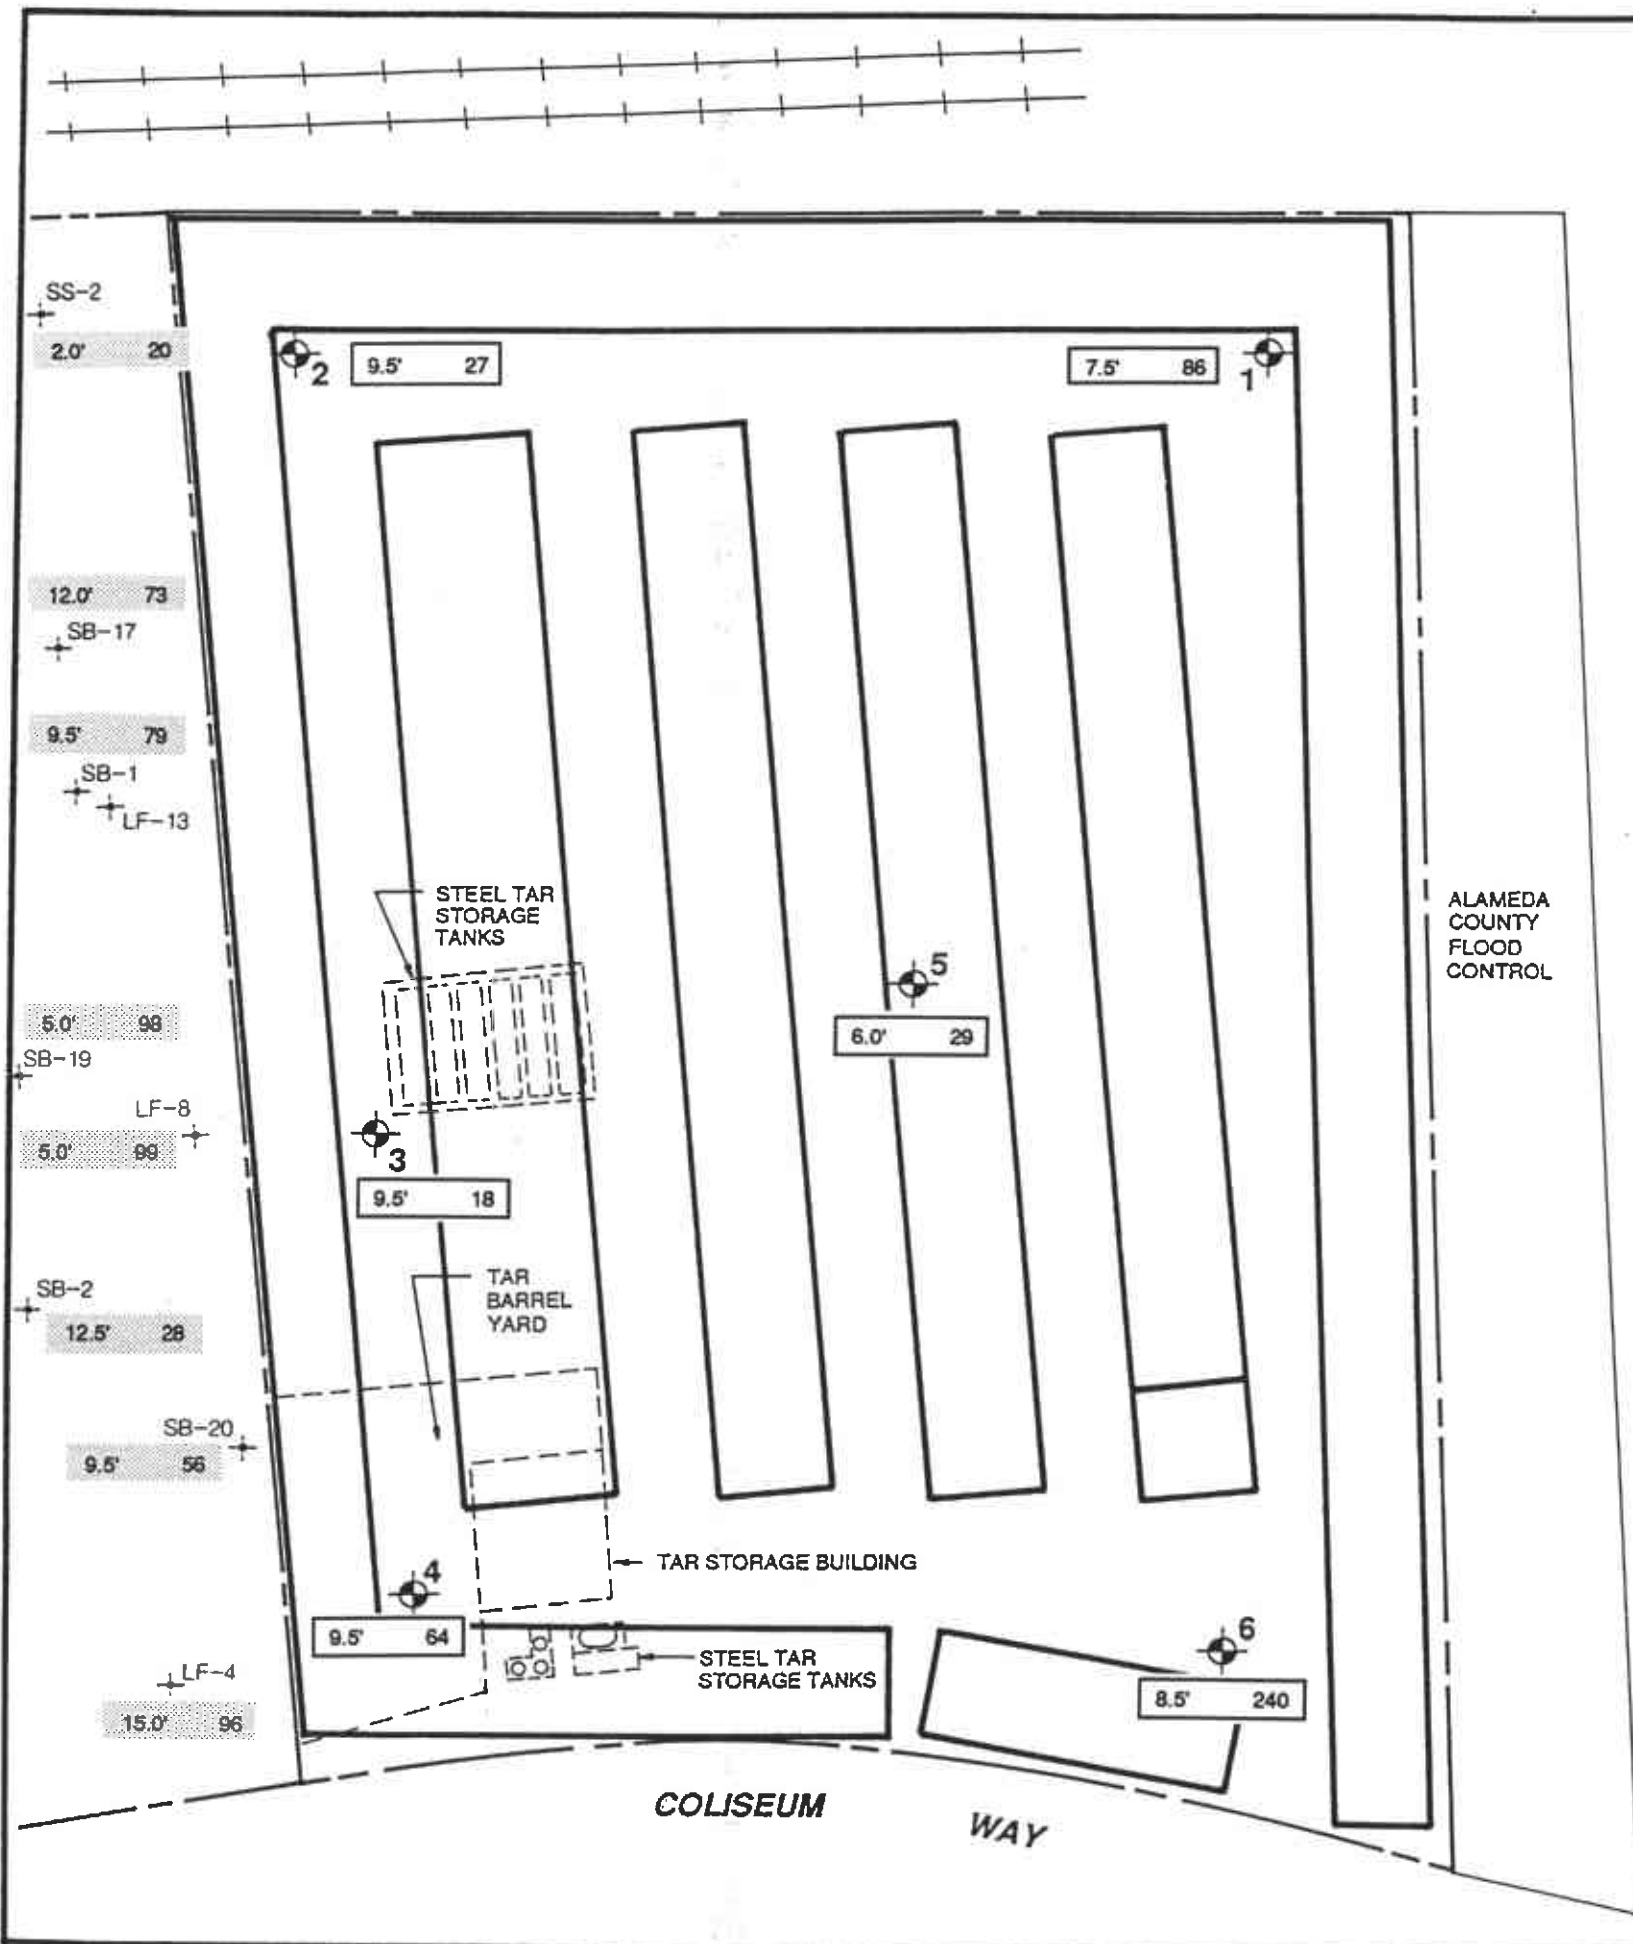 SS-2
2.0' 20
2
9.5' 27
7.5' 86
1
12.0' 73
SB-17
9.5' 79
SB-1
LF-13
STEEL TAR
STORAGE
TANKS
ALAMEDA
COUNTY
FLOOD
CONTROL
5
6.0' 29
5.0' 98
SB-19
LF-8
5.0' 99
3
9.5' 18
TAR
BARREL
YARD
SB-2
12.5' 28
SB-20
9.5' 56
TAR STORAGE BUILDING
4
9.5' 64
STEEL TAR
STORAGE TANKS
6
8.5' 240
LF-4
15.0' 96
COLISEUM WAY